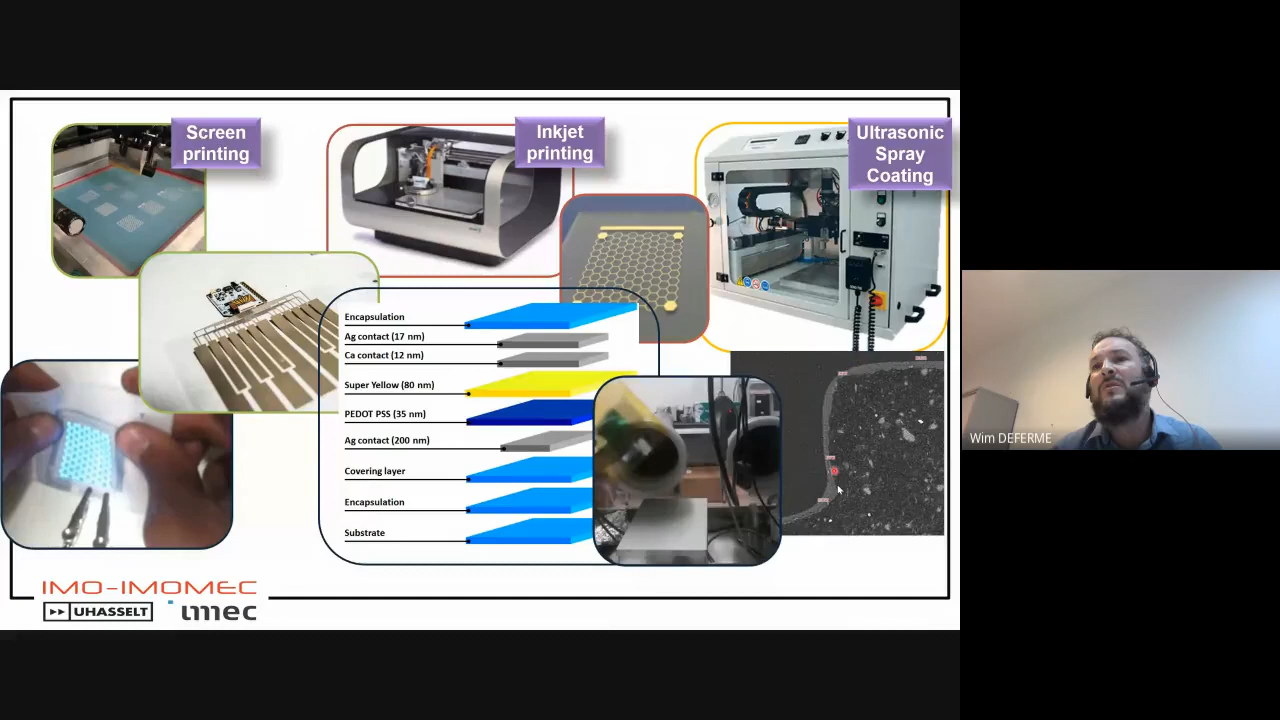 Screen
printing
Inkjet
printing
Ultrasonic
Spray
Coating
Encapsulation
Ag contact (17 nm)
Ca contact (12 nm)
Super Yellow (80 nm)
PEDOT PSS (35 nm)
Ag contact (200 nm)
Covering layer
Encapsulation
Substrate
Wim DEFERME
IMO-IMOMEC
UHASSELT
imec